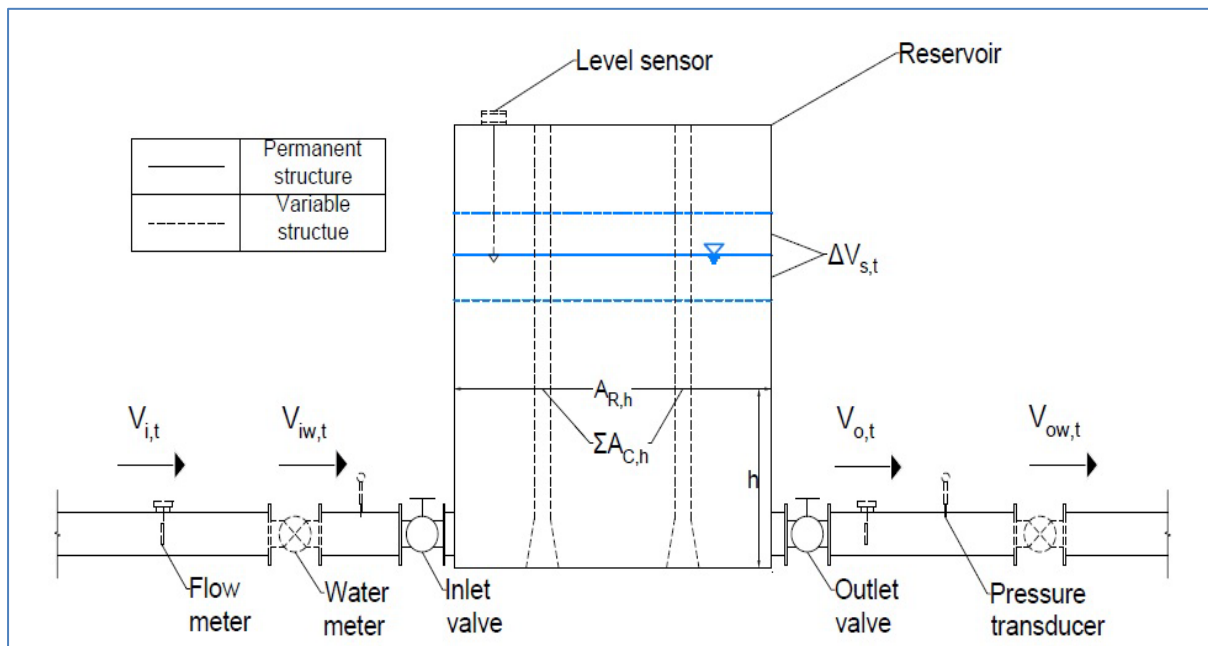 Level sensor
Reservoir
Permanent
structure
Variable
structue
ΔVs,t
AR,h
Vi,t
Viw,t
ΣAC,h
Vo,t
Vow,t
h
Flow
meter
Water
meter
Inlet
valve
Outlet
valve
Pressure
transducer